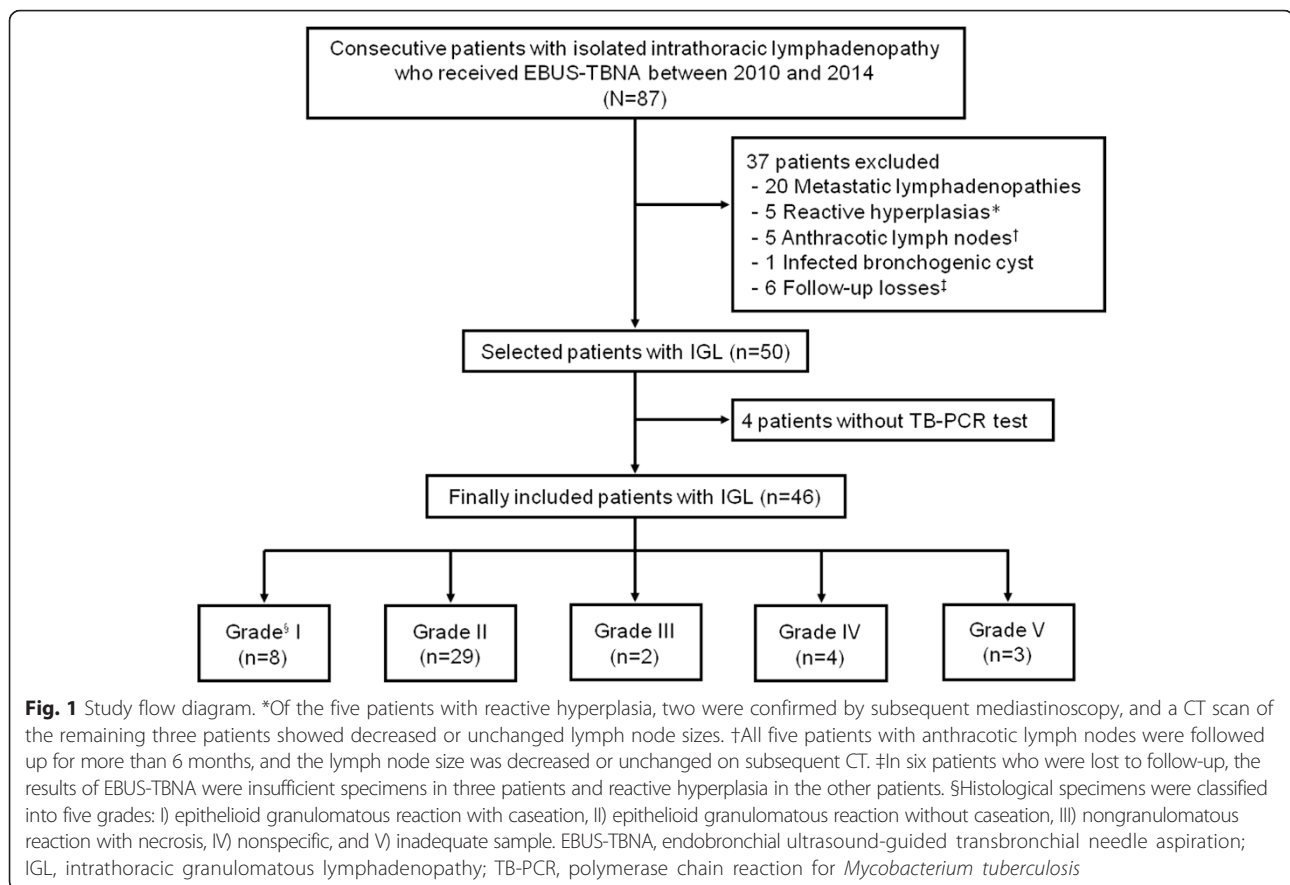 Consecutive patients with isolated intrathoracic lymphadenopathy
who received EBUS-TBNA between 2010 and 2014
(N=87)
37 patients excluded
- 20 Metastatic lymphadenopathies
- 5 Reactive hyperplasias*
- 5 Anthracotic lymph nodes†
- 1 Infected bronchogenic cyst
- 6 Follow-up losses‡
Selected patients with IGL (n=50)
4 patients without TB-PCR test
Finally included patients with IGL (n=46)
Grade§ I
(n=8)
Grade II
(n=29)
Grade III
(n=2)
Grade IV
(n=4)
Grade V
(n=3)
Fig. 1 Study flow diagram. *Of the five patients with reactive hyperplasia, two were confirmed by subsequent mediastinoscopy, and a CT scan of
the remaining three patients showed decreased or unchanged lymph node sizes. †All five patients with anthracotic lymph nodes were followed
up for more than 6 months, and the lymph node size was decreased or unchanged on subsequent CT. ‡In six patients who were lost to follow-up, the
results of EBUS-TBNA were insufficient specimens in three patients and reactive hyperplasia in the other patients. §Histological specimens were classified
into five grades: I) epithelioid granulomatous reaction with caseation, II) epithelioid granulomatous reaction without caseation, III) nongranulomatous
reaction with necrosis, IV) nonspecific, and V) inadequate sample. EBUS-TBNA, endobronchial ultrasound-guided transbronchial needle aspiration;
IGL, intrathoracic granulomatous lymphadenopathy; TB-PCR, polymerase chain reaction for Mycobacterium tuberculosis